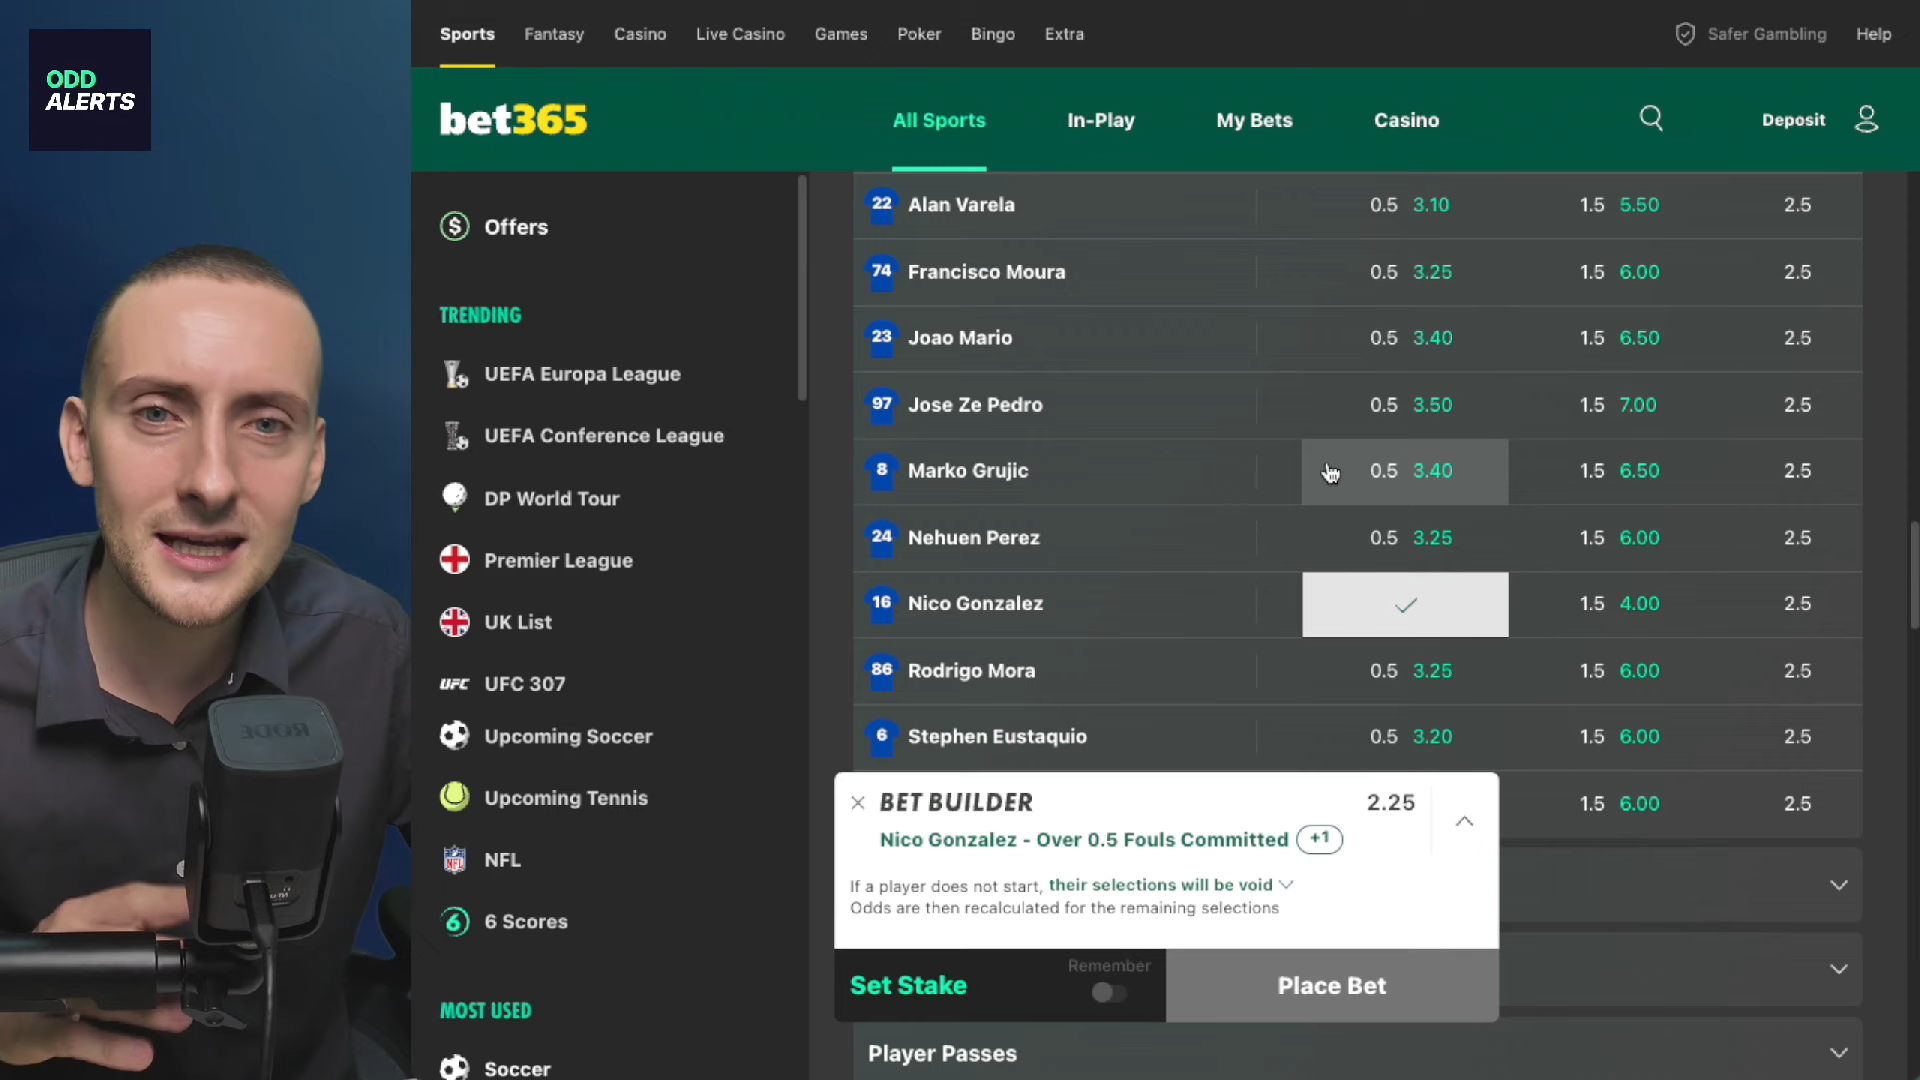 ODD
ALERTS
Sports Fantasy Casino Live Casino Games Poker Bingo Extra Safer Gambling Help
bet365 All Sports In-Play My Bets Casino Deposit
Offers
TRENDING
UEFA Europa League
UEFA Conference League
DP World Tour
Premier League
UK List
UFC UFC 307
Upcoming Soccer
Upcoming Tennis
NFL NFL
6 6 Scores
MOST USED
Soccer
22 Alan Varela 0.5 3.10 1.5 5.50 2.5
74 Francisco Moura 0.5 3.25 1.5 6.00 2.5
23 Joao Mario 0.5 3.40 1.5 6.50 2.5
97 Jose Ze Pedro 0.5 3.50 1.5 7.00 2.5
8 Marko Grujic 0.5 3.40 1.5 6.50 2.5
24 Nehuen Perez 0.5 3.25 1.5 6.00 2.5
16 Nico Gonzalez 1.5 4.00 2.5
86 Rodrigo Mora 0.5 3.25 1.5 6.00 2.5
6 Stephen Eustaquio 0.5 3.20 1.5 6.00 2.5
1.5 6.00 2.5
BET BUILDER 2.25
Nico Gonzalez - Over 0.5 Fouls Committed +1
If a player does not start, their selections will be void
Odds are then recalculated for the remaining selections
Set Stake Remember Place Bet
Player Passes
RØDE